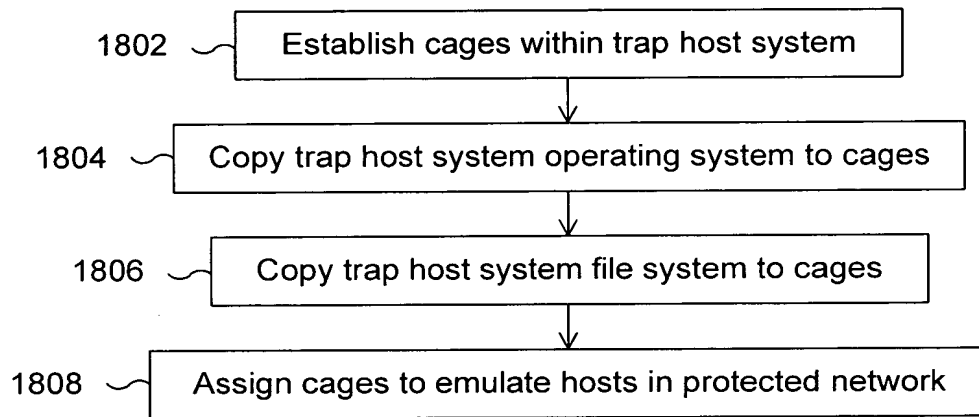 1802 Establish cages within trap host system
1804 Copy trap host system operating system to cages
1806 Copy trap host system file system to cages
1808 Assign cages to emulate hosts in protected network